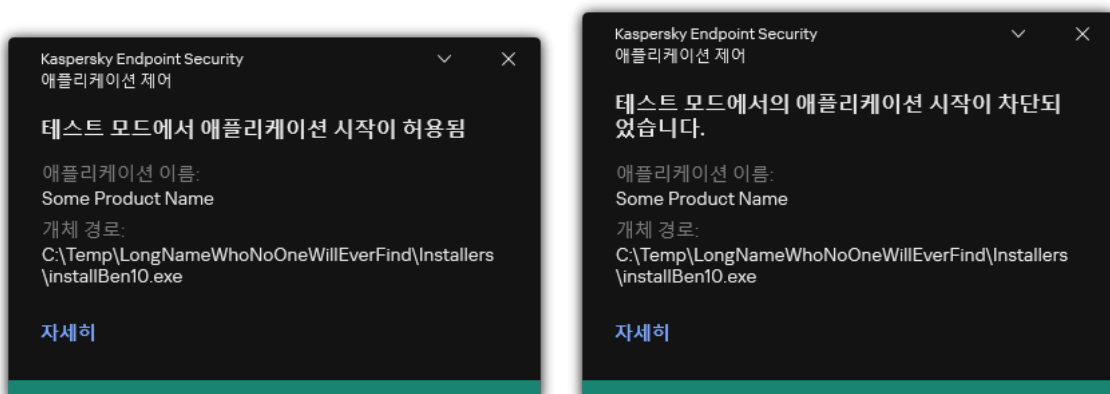 Kaspersky Endpoint Security
애플리케이션 제어
테스트 모드에서 애플리케이션 시작이 허용됨
애플리케이션 이름:
Some Product Name
개체 경로:
C:\Temp\LongNameWhoNoOneWillEverFind\Installers
\installBen10.exe
자세히
Kaspersky Endpoint Security
애플리케이션 제어
테스트 모드에서의 애플리케이션 시작이 차단되
었습니다.
애플리케이션 이름:
Some Product Name
개체 경로:
C:\Temp\LongNameWhoNoOneWillEverFind\Installers
\installBen10.exe
자세히